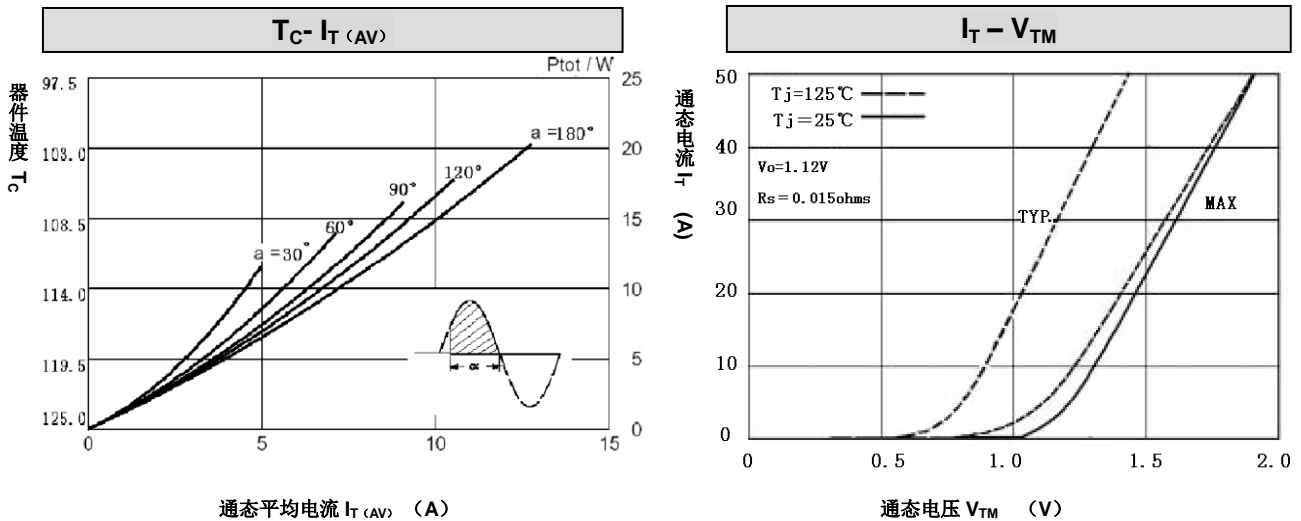 TC- IT（AV）
Ptot / W
器件温度 TC
97.5
103.0
108.5
114.0
119.5
125.0
25
20
15
10
5
0
a =180°
120°
90°
60°
a =30°
α
0
5
10
15
通态平均电流 IT（AV） （A）
IT – VTM
通态电流 IT （A）
50
40
30
20
10
0
Tj=125℃
Tj=25℃
Vo=1.12V
Rs=0.015ohms
TYP.
MAX
0
0.5
1.0
1.5
2.0
通态电压 VTM （V）